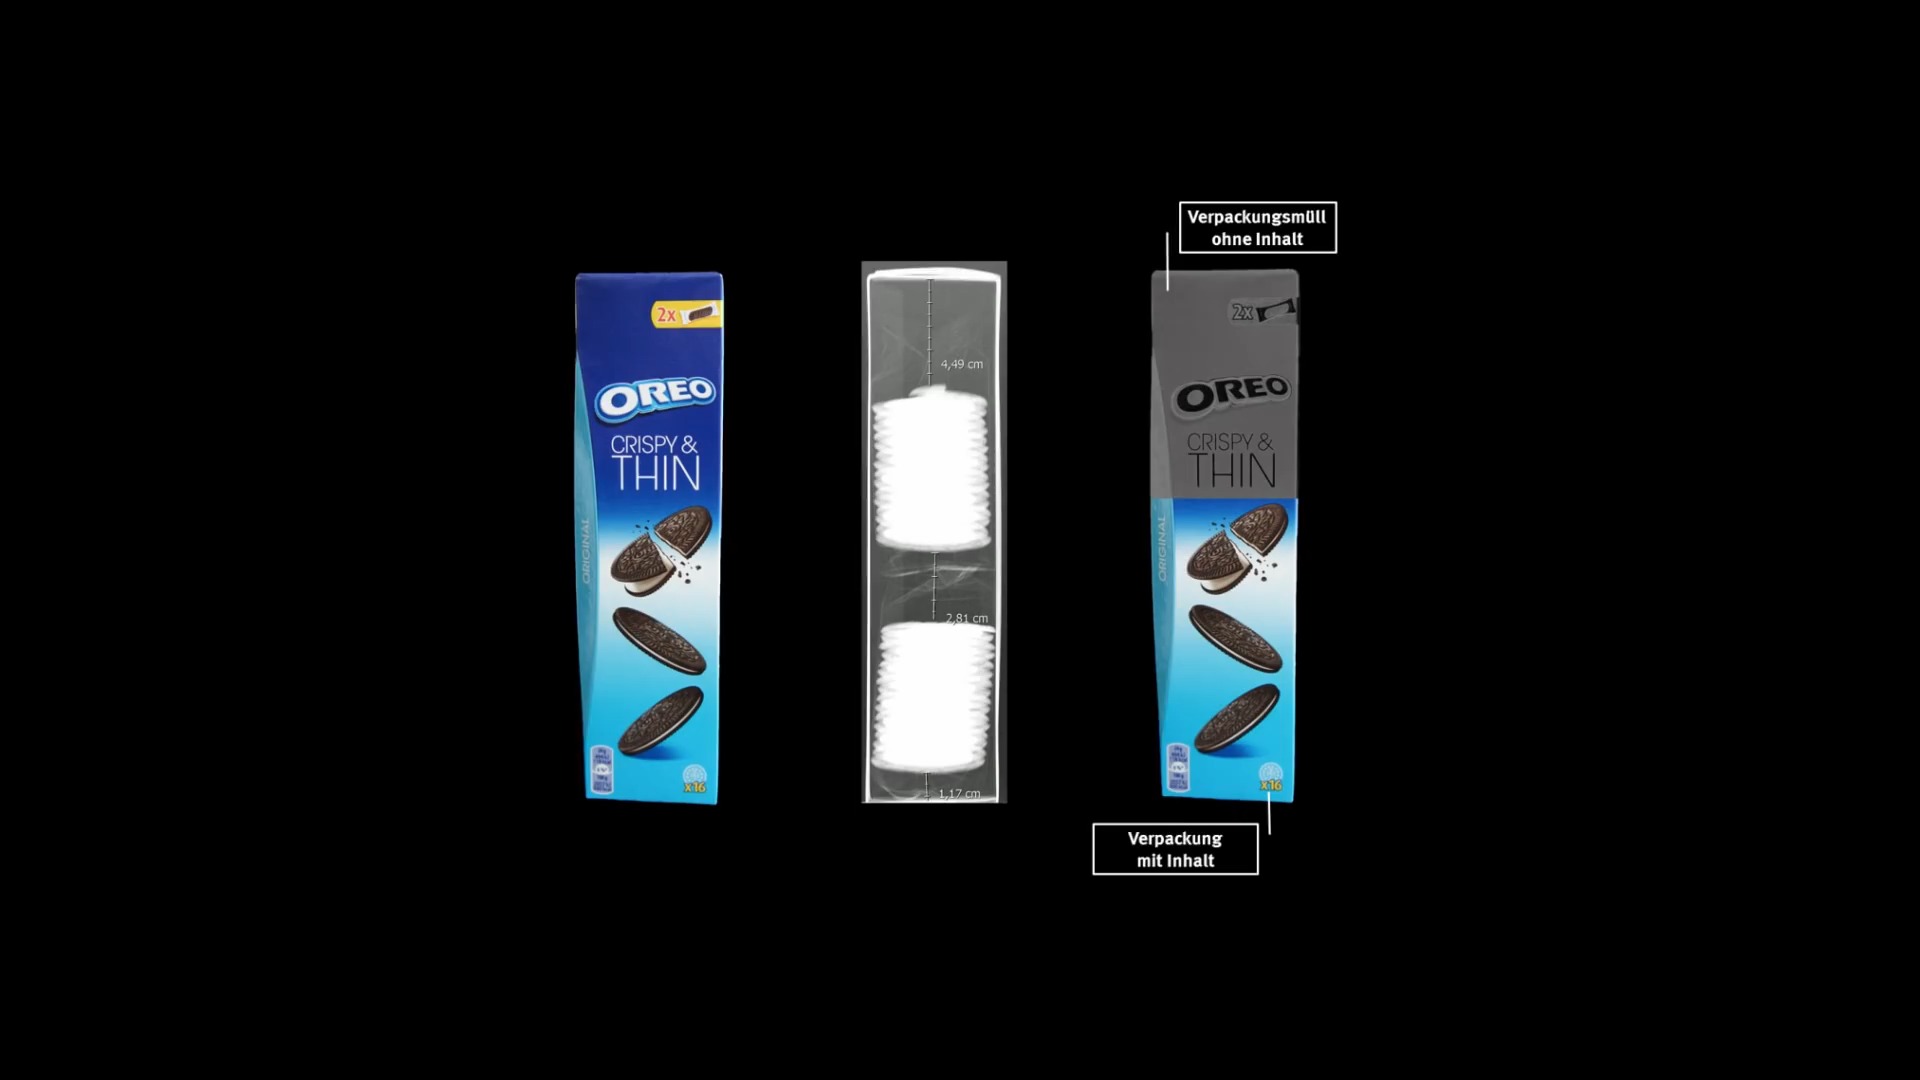 2x
OREO
CRISPY &
THIN
ORIGINAL
x16
4,49 cm
2,81 cm
1,17 cm
Verpackungsmüll
ohne Inhalt
2x
OREO
CRISPY &
THIN
ORIGINAL
x16
Verpackung
mit Inhalt